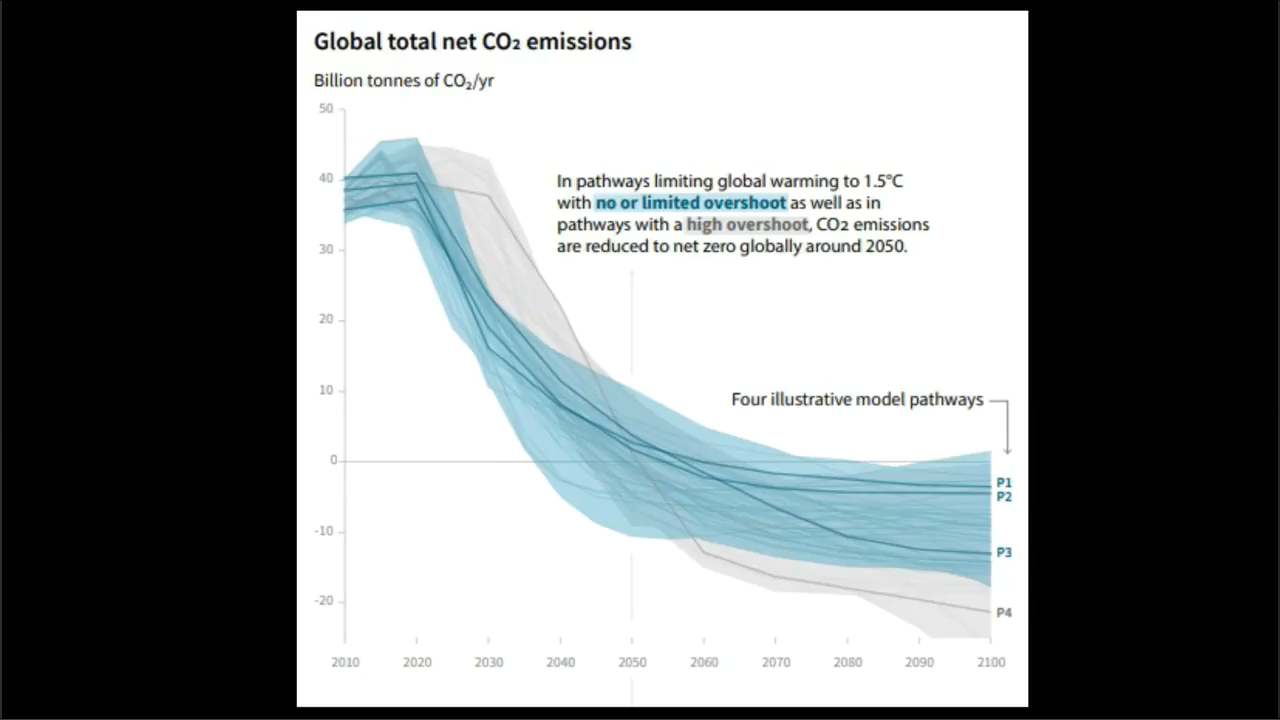 Global total net CO₂ emissions
Billion tonnes of CO₂/yr
50
40
30
20
10
0
-10
-20
In pathways limiting global warming to 1.5°C
with no or limited overshoot as well as in
pathways with a high overshoot, CO2 emissions
are reduced to net zero globally around 2050.
Four illustrative model pathways
P1
P2
P3
P4
2010 2020 2030 2040 2050 2060 2070 2080 2090 2100